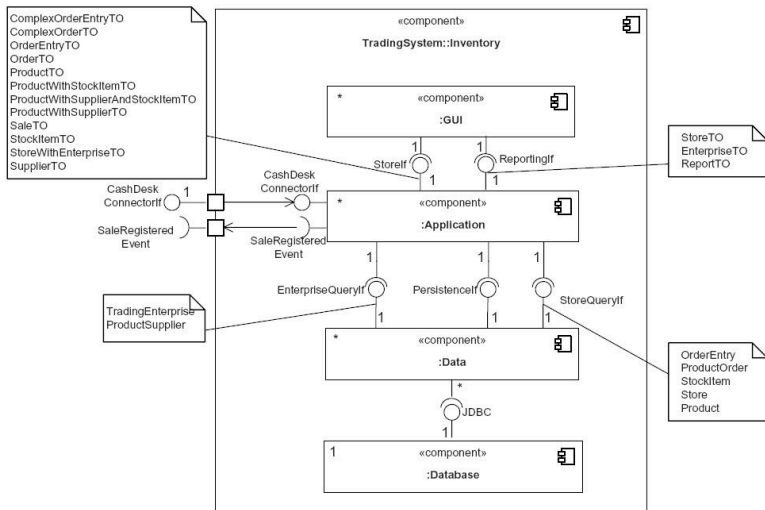 ComplexOrderEntryTO
ComplexOrderTO
OrderEntryTO
OrderTO
ProductTO
ProductWithStockItemTO
ProductWithSupplierAndStockItemTO
ProductWithSupplierTO
SaleTO
StockItemTO
StoreWithEnterpriseTO
SupplierTO
«component»
TradingSystem::Inventory
*
«component»
:GUI
1
1
StoreIf
ReportingIf
1
1
StoreTO
EnterpriseTO
ReportTO
CashDesk
ConnectorIf
1
CashDesk
ConnectorIf
SaleRegistered
Event
SaleRegistered
Event
*
«component»
:Application
1
1
1
EnterpriseQueryIf
PersistenceIf
StoreQueryIf
1
1
1
TradingEnterprise
ProductSupplier
*
«component»
:Data
OrderEntry
ProductOrder
StockItem
Store
Product
*
JDBC
1
1
«component»
:Database